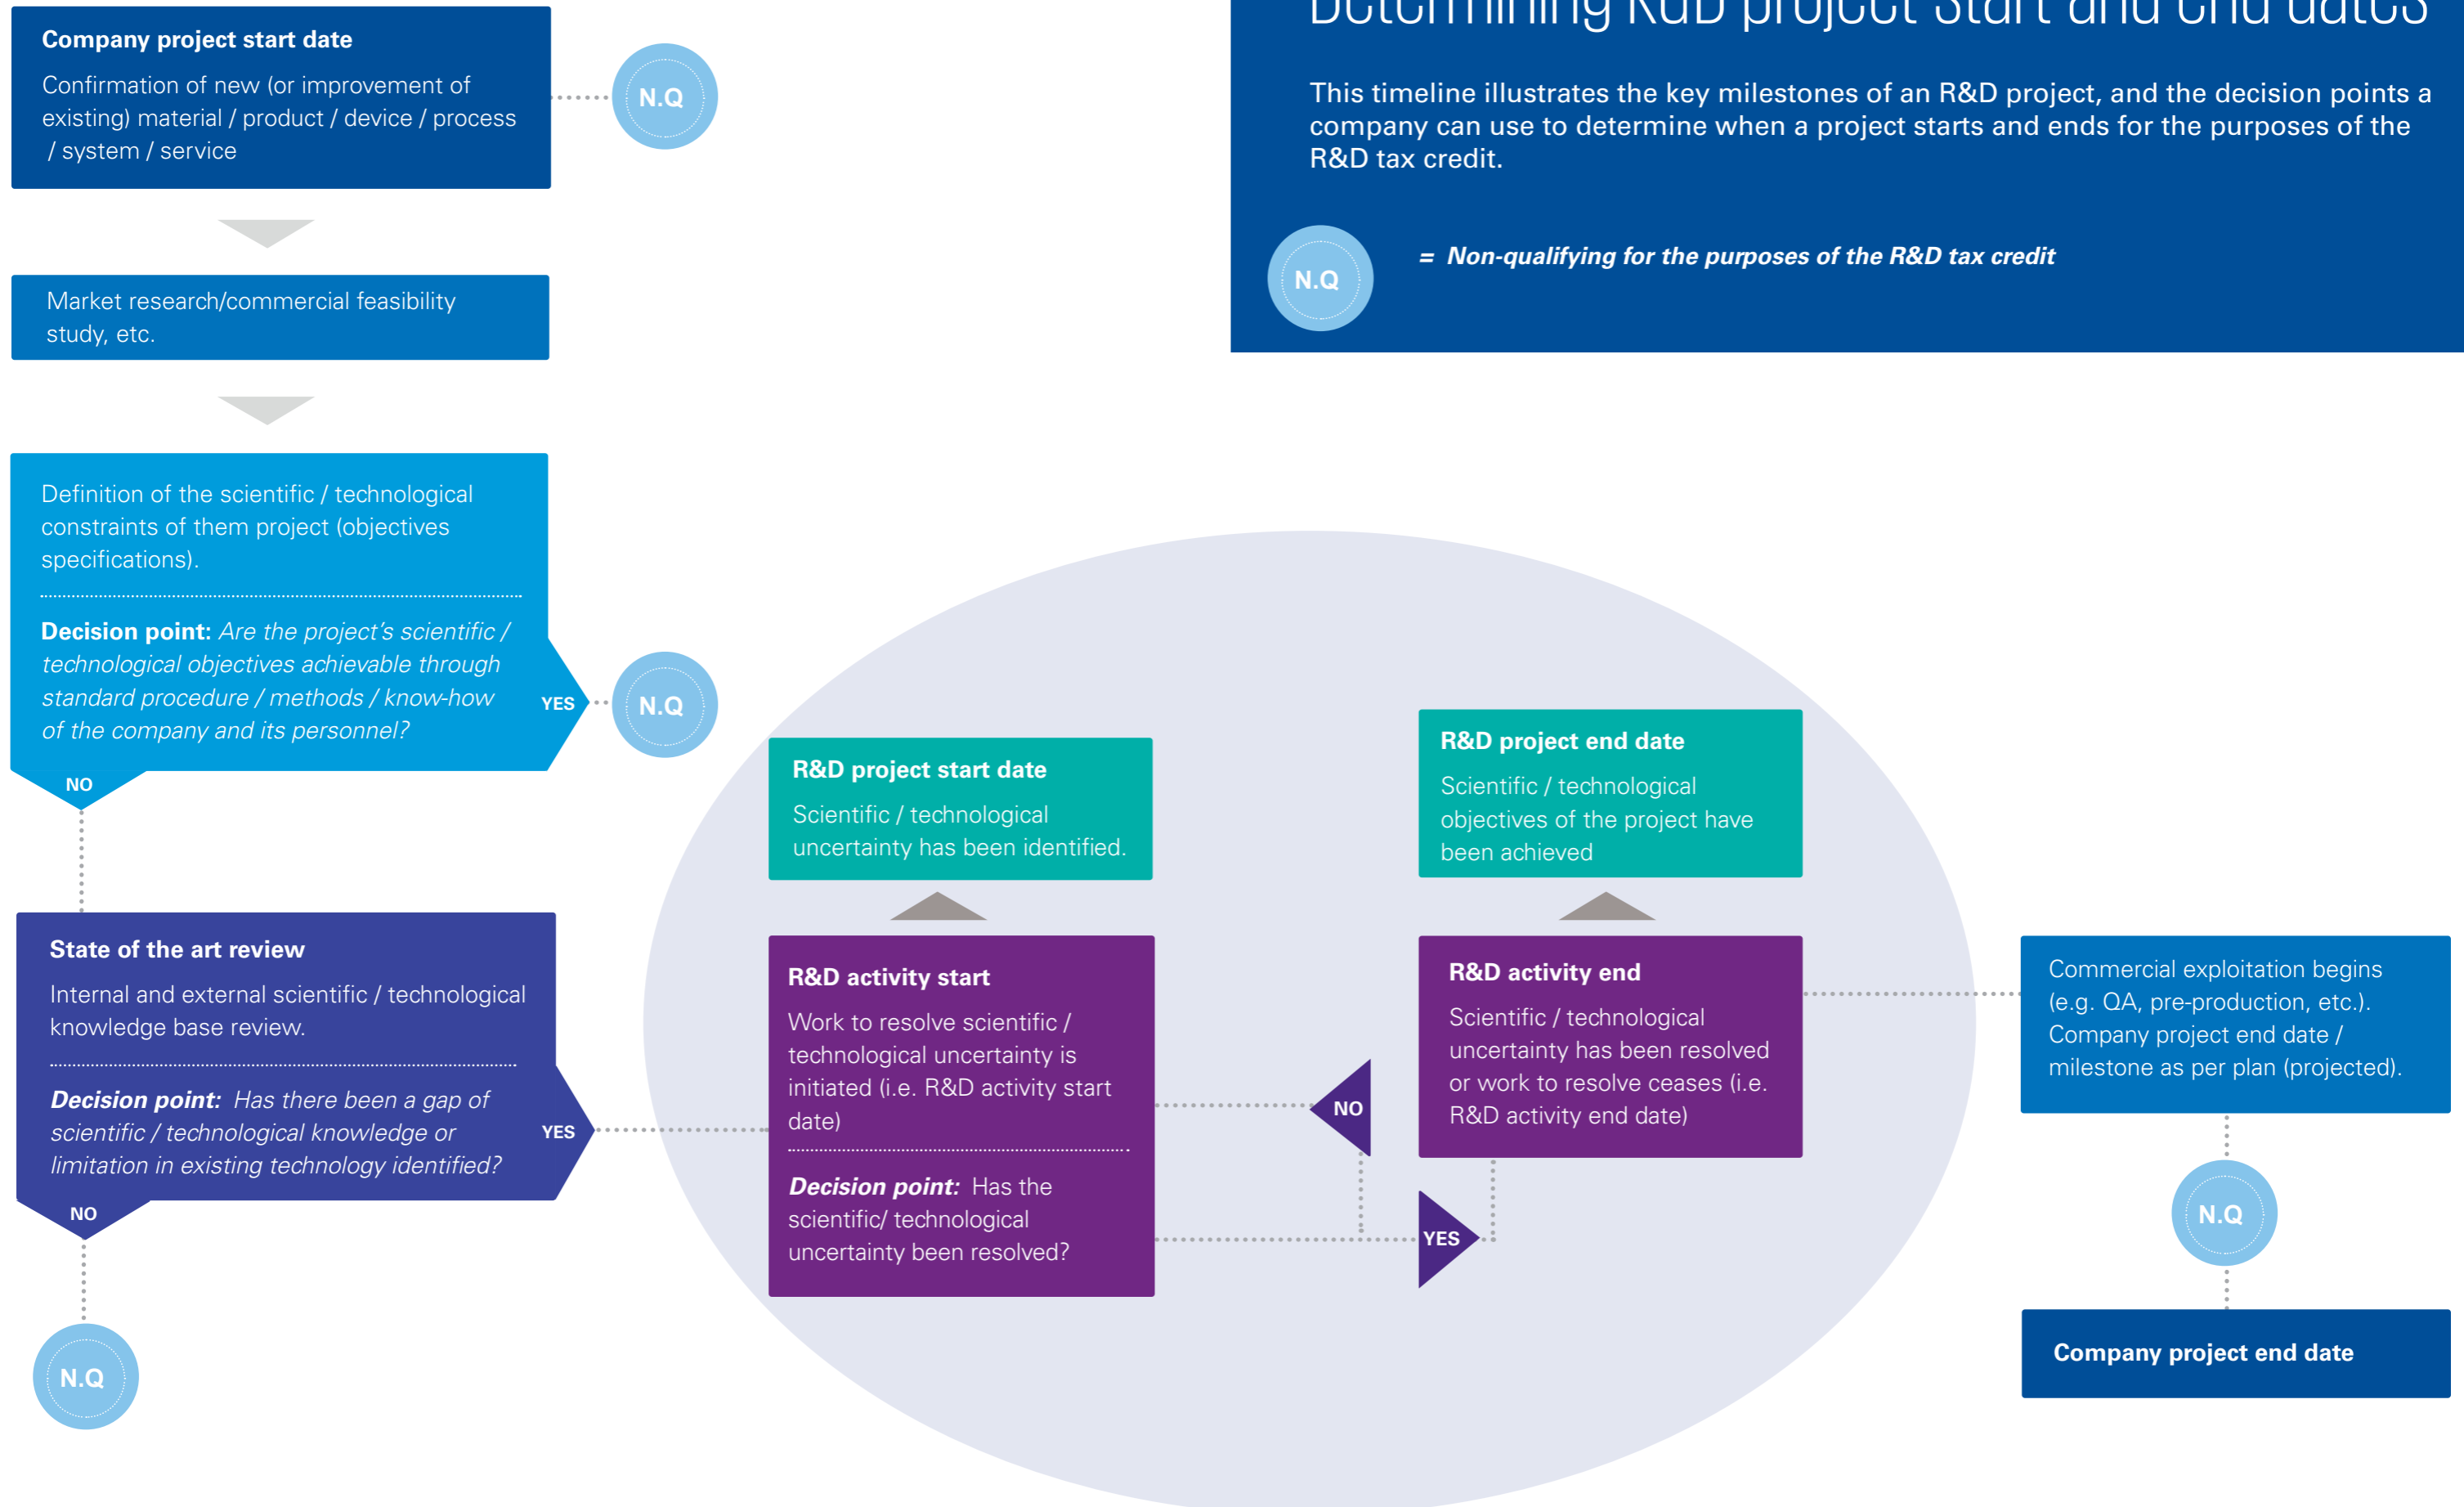 Determining R&D project start and end dates
This timeline illustrates the key milestones of an R&D project, and the decision points a
company can use to determine when a project starts and ends for the purposes of the
R&D tax credit.
N.Q
= Non-qualifying for the purposes of the R&D tax credit
Company project start date
Confirmation of new (or improvement of
existing) material / product / device / process
/ system / service
N.Q
Market research/commercial feasibility
study, etc.
Definition of the scientific / technological
constraints of them project (objectives
specifications).
Decision point: Are the project's scientific /
technological objectives achievable through
standard procedure / methods / know-how
of the company and its personnel?
YES
N.Q
NO
State of the art review
Internal and external scientific / technological
knowledge base review.
Decision point: Has there been a gap of
scientific / technological knowledge or
limitation in existing technology identified?
YES
NO
N.Q
R&D project start date
Scientific / technological
uncertainty has been identified.
R&D activity start
Work to resolve scientific /
technological uncertainty is
initiated (i.e. R&D activity start
date)
Decision point: Has the
scientific/ technological
uncertainty been resolved?
NO
YES
R&D project end date
Scientific / technological
objectives of the project have
been achieved
R&D activity end
Scientific / technological
uncertainty has been resolved
or work to resolve ceases (i.e.
R&D activity end date)
Commercial exploitation begins
(e.g. QA, pre-production, etc.).
Company project end date /
milestone as per plan (projected).
N.Q
Company project end date